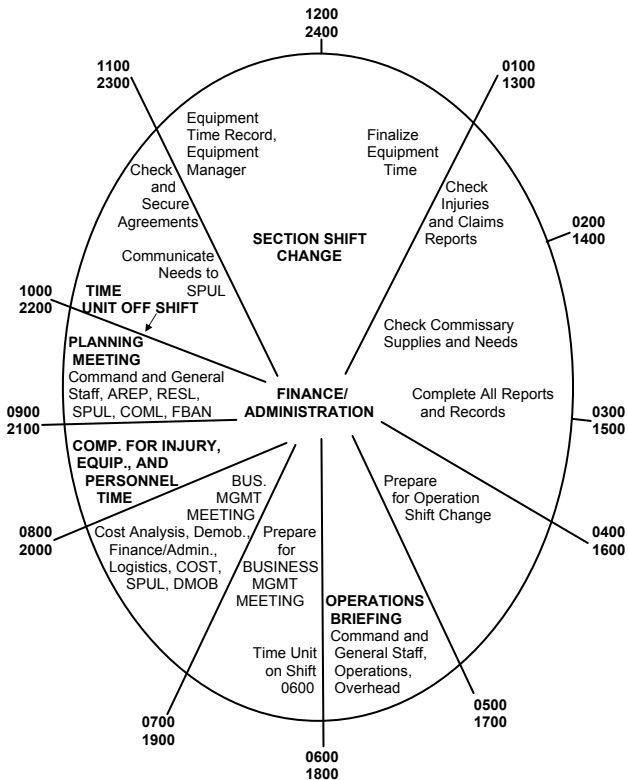 1200
2400
1100
2300
0100
1300
Equipment
Time Record,
Equipment
Manager
Finalize
Equipment
Time
Check
and
Secure
Agreements
Check
Injuries
and Claims
Reports
0200
1400
SECTION SHIFT
CHANGE
Communicate
Needs to
SPUL
1000
2200
TIME
UNIT OFF SHIFT
PLANNING
MEETING
Command and General
Staff, AREP, RESL,
SPUL, COML, FBAN
Check Commissary
Supplies and Needs
FINANCE/
ADMINISTRATION
Complete All Reports
and Records
0900
2100
0300
1500
COMP. FOR INJURY,
EQUIP., AND
PERSONNEL
TIME
BUS.
MGMT
MEETING
Prepare
for Operation
Shift Change
0800
2000
0400
1600
Cost Analysis, Demob.,
Finance/Admin.,
Logistics, COST,
SPUL, DMOB
Prepare
for
BUSINESS
MGMT
MEETING
OPERATIONS
BRIEFING
Command and
General Staff,
Operations,
Overhead
Time Unit
on Shift
0600
0700
1900
0600
1800
0500
1700